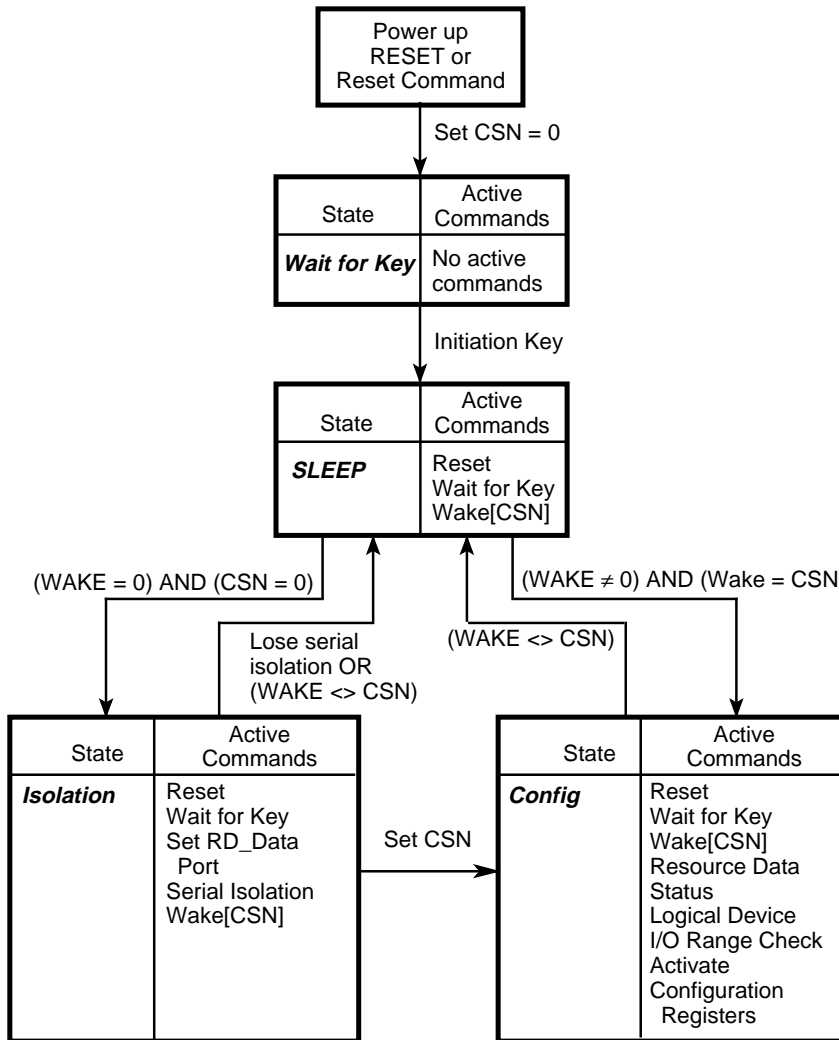 Power up
RESET or
Reset Command
Set CSN = 0
State
Active
Commands
Wait for Key
No active
commands
Initiation Key
State
Active
Commands
SLEEP
Reset
Wait for Key
Wake[CSN]
(WAKE = 0) AND (CSN = 0)
(WAKE ≠ 0) AND (Wake = CSN
Lose serial
isolation OR
(WAKE <> CSN)
(WAKE <> CSN)
State
Active
Commands
Isolation
Reset
Wait for Key
Set RD_Data
Port
Serial Isolation
Wake[CSN]
Set CSN
State
Active
Commands
Config
Reset
Wait for Key
Wake[CSN]
Resource Data
Status
Logical Device
I/O Range Check
Activate
Configuration
Registers